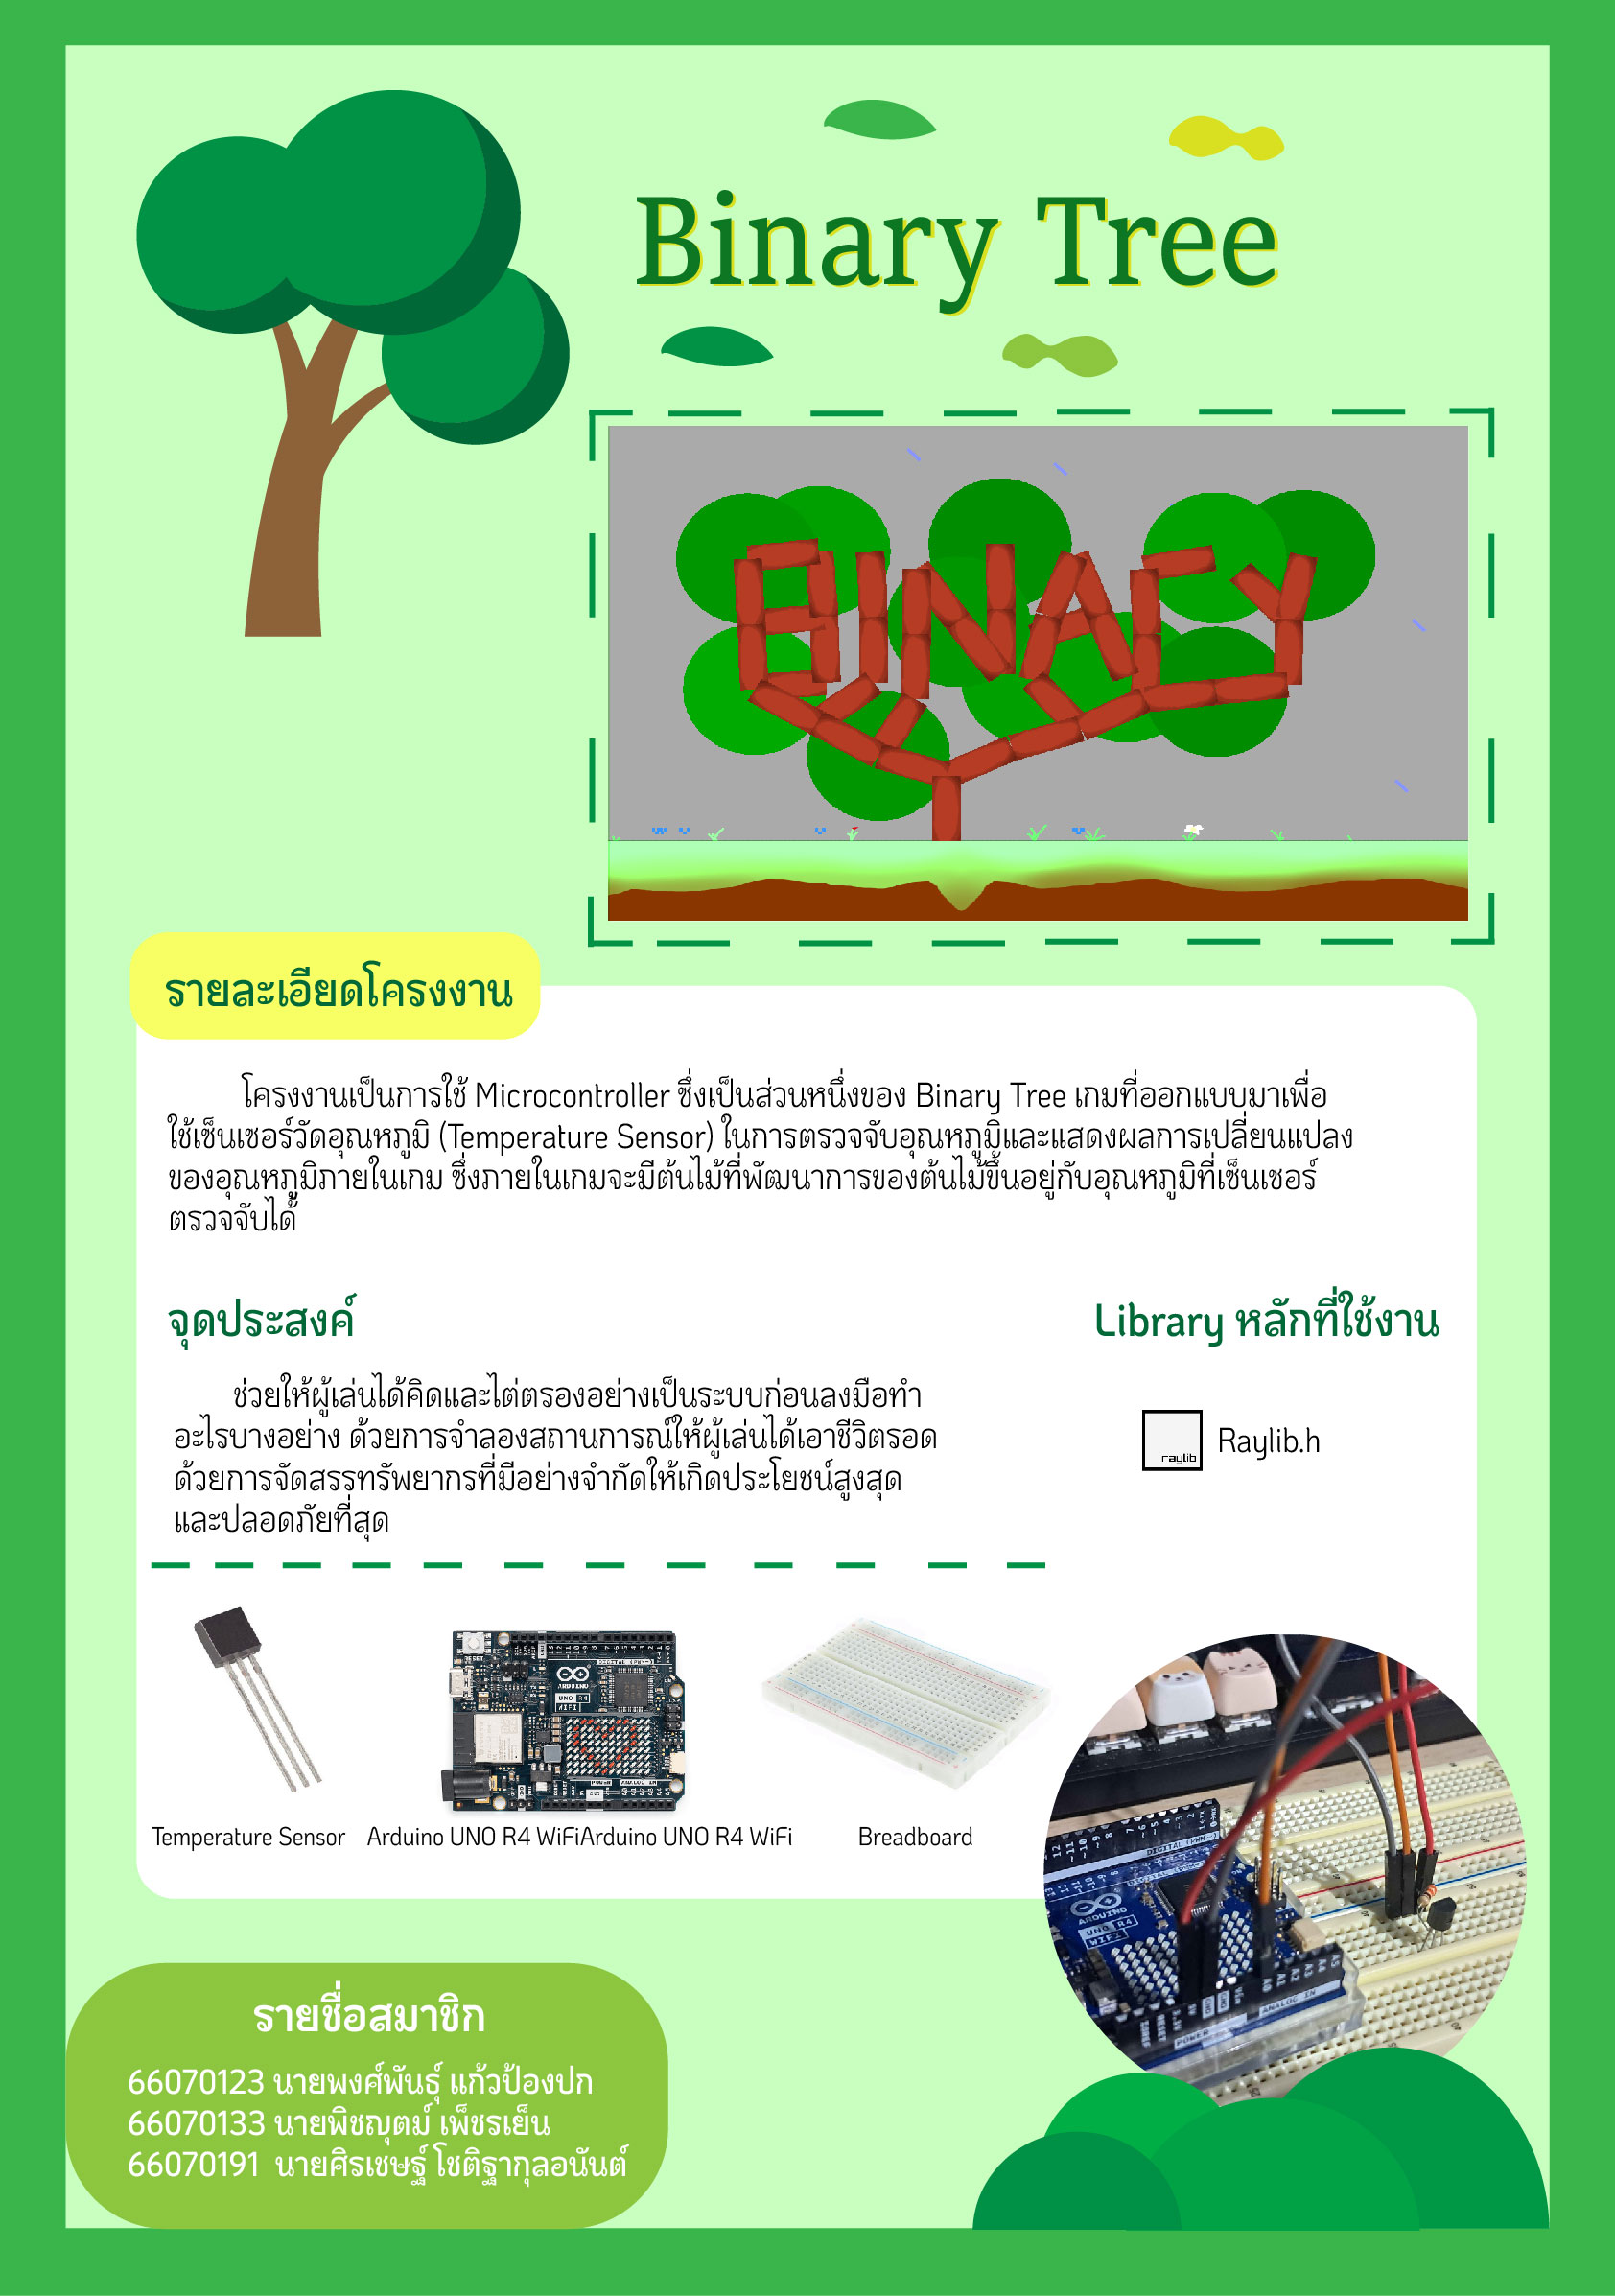 Binary Tree
BINARY
รายละเอียดโครงงาน
โครงงานเป็นการใช้ Microcontroller ซึ่งเป็นส่วนหนึ่งของ Binary Tree เกมที่ออกแบบมาเพื่อ
ใช้เซ็นเซอร์วัดอุณหภูมิ (Temperature Sensor) ในการตรวจจับอุณหภูมิและแสดงผลการเปลี่ยนแปลง
ของอุณหภูมิภายในเกม ซึ่งภายในเกมจะมีต้นไม้ที่พัฒนาการของต้นไม้ขึ้นอยู่กับอุณหภูมิที่เซ็นเซอร์
ตรวจจับได้
จุดประสงค์
ช่วยให้ผู้เล่นได้คิดและไต่ตรองอย่างเป็นระบบก่อนลงมือทำ
อะไรบางอย่าง ด้วยการจำลองสถานการณ์ให้ผู้เล่นได้เอาชีวิตรอด
ด้วยการจัดสรรทรัพยากรที่มีอย่างจำกัดให้เกิดประโยชน์สูงสุด
และปลอดภัยที่สุด
Library หลักที่ใช้งาน
raylib
Raylib.h
ARDUINO
UNO R4
WIFI
Temperature Sensor
Arduino UNO R4 WiFiArduino UNO R4 WiFi
Breadboard
ARDUINO
UNO R4
WIFI
POWER
ANALOG IN
รายชื่อสมาชิก
66070123 นายพงศ์พันธุ์ แก้วป้องปก
66070133 นายพิชญุตม์ เพ็ชรเย็น
66070191 นายศิรเชษฐ์ โชติฐากุลอนันต์